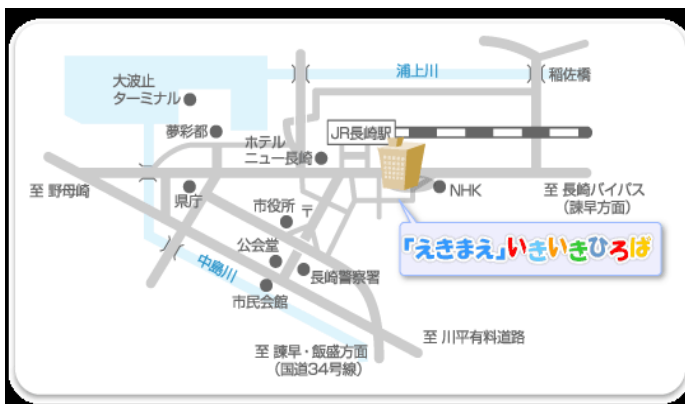 浦上川
稲佐橋
大波止
ターミナル
夢彩都
JR長崎駅
ホテル
ニュー長崎
至 野母崎
県庁
市役所
〒
NHK
至 長崎バイパス
(諫早方面)
「えきまえ」いきいきひろば
公会堂
中島川
長崎警察署
市民会館
至 川平有料道路
至 諫早・飯盛方面
(国道34号線)